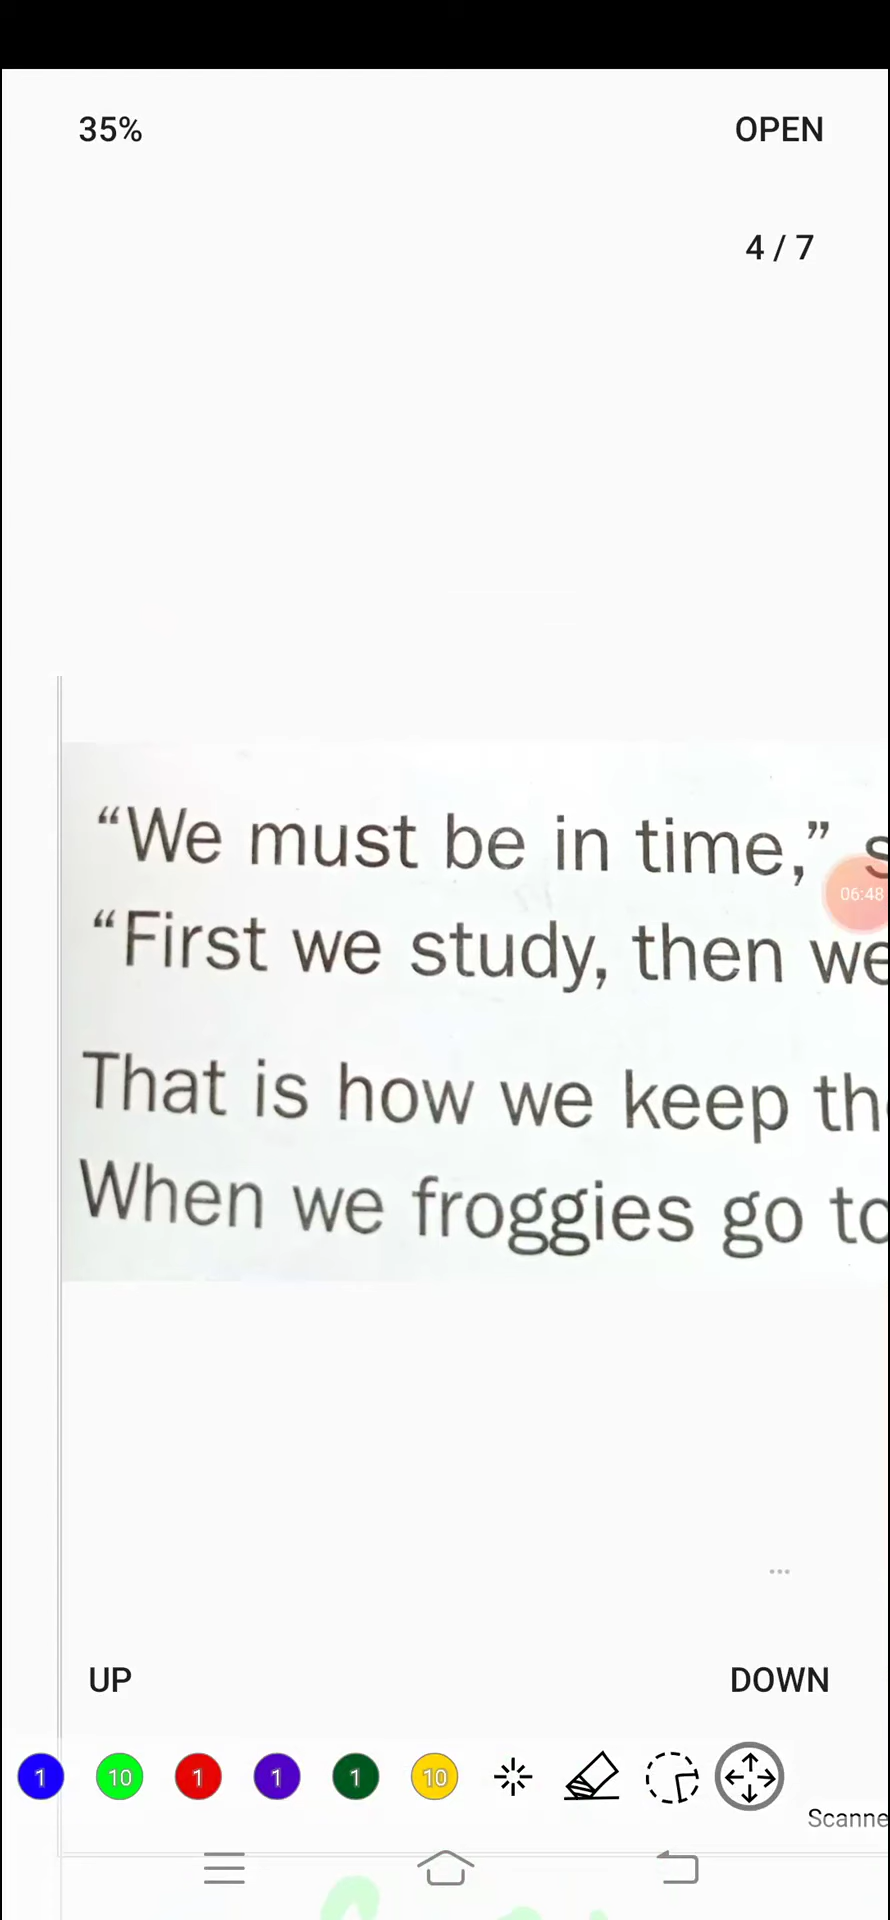 35%
OPEN
4 / 7
“We must be in time,”
06:48
“First we study, then we
That is how we keep
When we froggies go
UP
DOWN
1
10
1
1
1
10